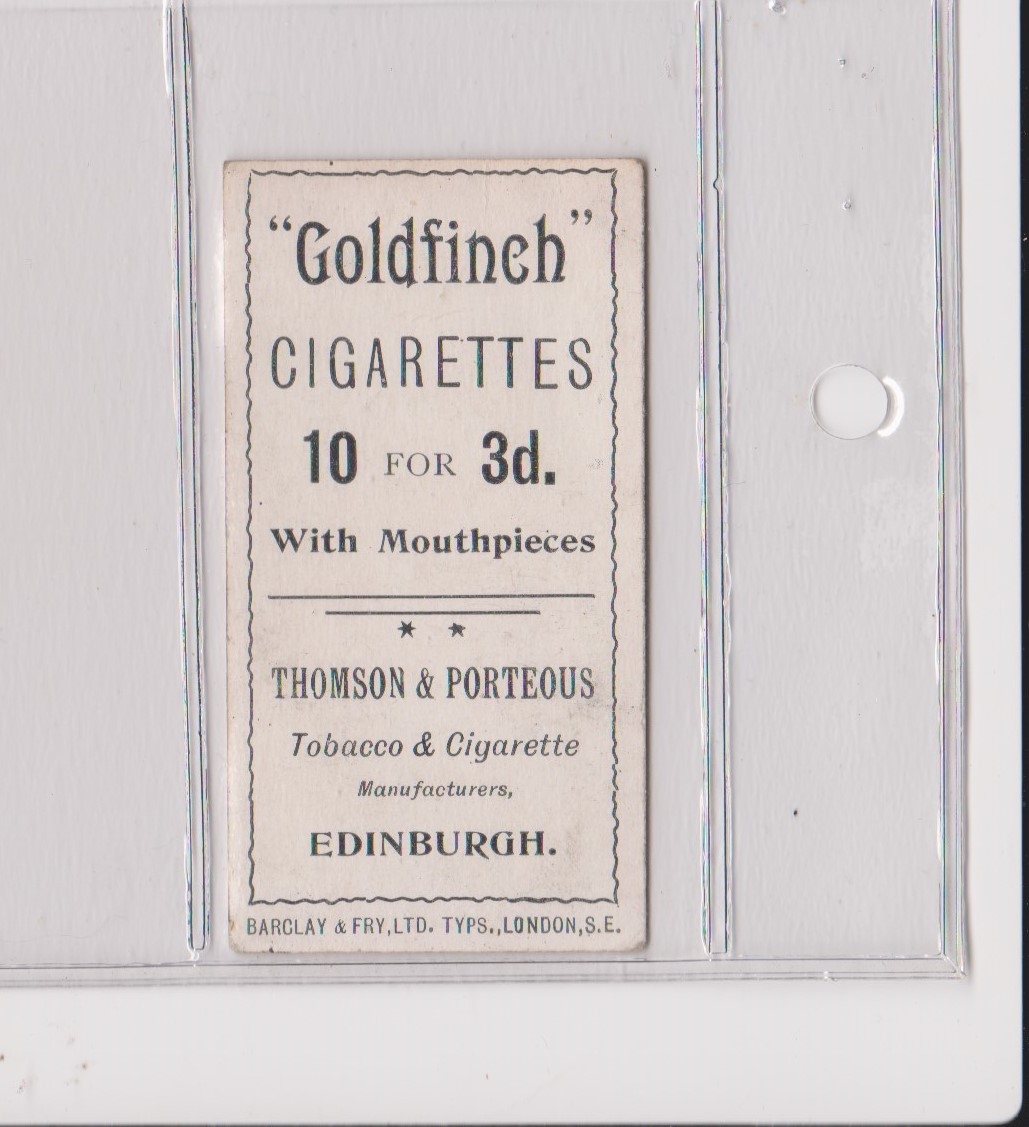 "Goldfinch"
CIGARETTES
10 FOR 3d.
With Mouthpieces
THOMSON & PORTEOUS
Tobacco & Cigarette
Manufacturers,
EDINBURGH.
BARCLAY & FRY,LTD. TYPS.,LONDON,S.E.